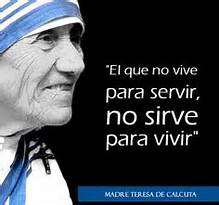 "El que no vive
para servir,
no sirve
para vivir"
MADRE TERESA DE CALCUTA